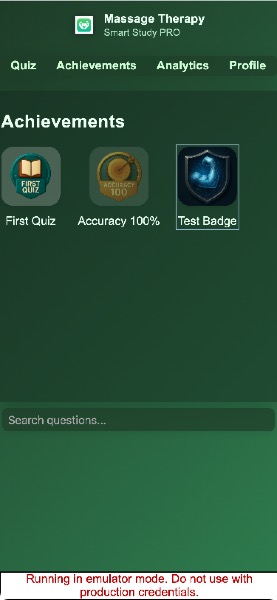 Massage Therapy
Smart Study PRO
Quiz Achievements Analytics Profile
Achievements
FIRST
QUIZ
ACCURACY
100
First Quiz Accuracy 100% Test Badge
Search questions...
Running in emulator mode. Do not use with
production credentials.